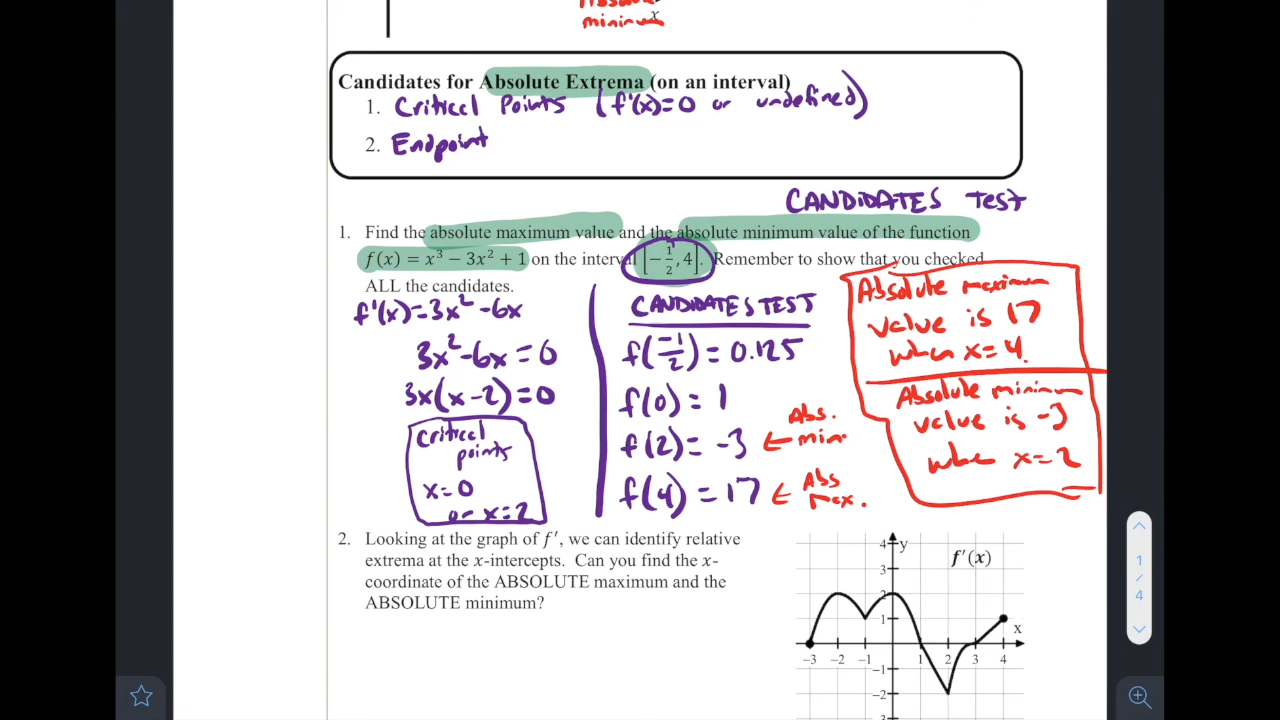 minimum
x
Candidates for Absolute Extrema (on an interval)
1. Critical Points (f'(x)=0 or undefined)
2. Endpoint
CANDIDATES Test
1. Find the absolute maximum value and the absolute minimum value of the function
f(x) = x³ − 3x² + 1 on the interval [−1/2, 4]. Remember to show that you checked
ALL the candidates.
f'(x)=3x²-6x
3x²-6x=0
3x(x-2)=0
Critical
points
x=0
or x=2
CANDIDATES TEST
f(-1/2)=0.125
f(0)=1
f(2)=-3 ← Abs.
min.
f(4)=17 ← Abs
max.
Absolute maximum
value is 17
when x=4.
Absolute minimum
value is -3
when x=2
2. Looking at the graph of f′, we can identify relative
extrema at the x-intercepts. Can you find the x-
coordinate of the ABSOLUTE maximum and the
ABSOLUTE minimum?
4 y
f′(x)
3
2
1
x
−3 −2 −1 1 2 3 4
−1
−2
1
/
4